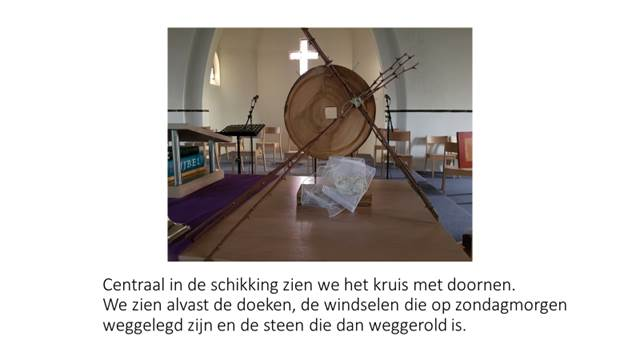 BIJBEL
Centraal in de schikking zien we het kruis met doornen.
We zien alvast de doeken, de windselen die op zondagmorgen
weggelegd zijn en de steen die dan weggerold is.